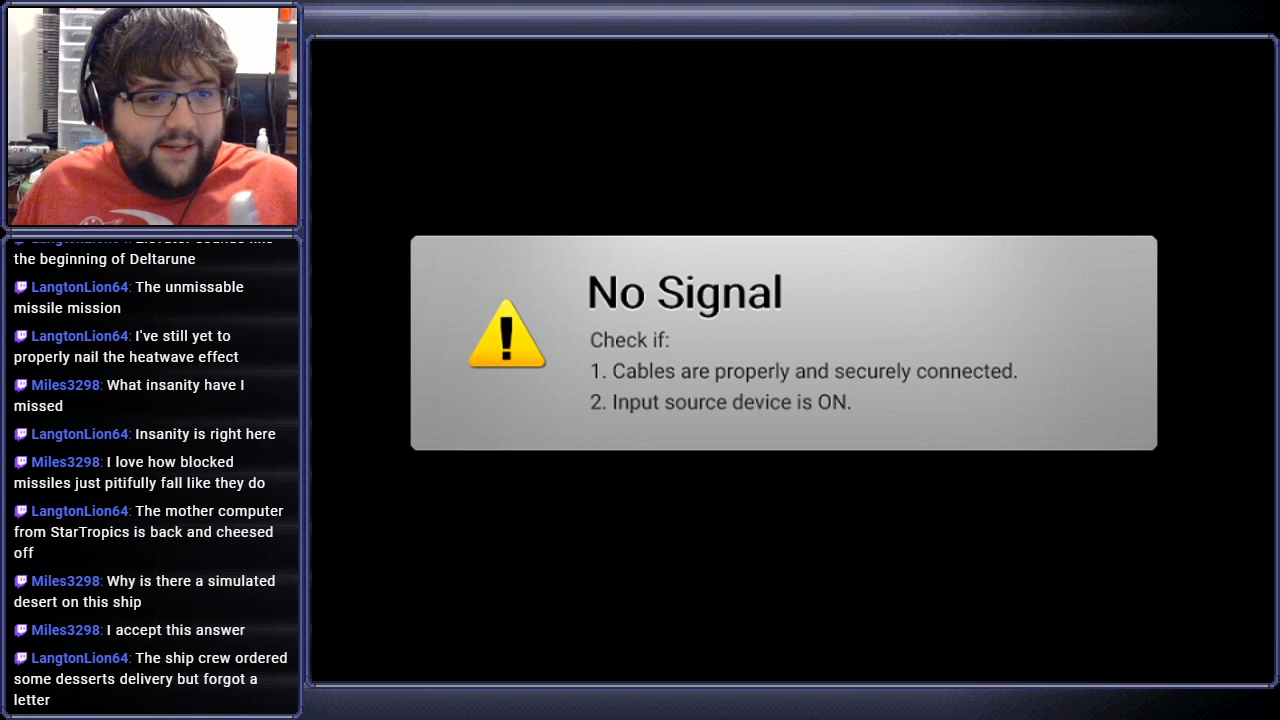 the beginning of Deltarune
LangtonLion64: The unmissable
missile mission
LangtonLion64: I've still yet to
properly nail the heatwave effect
Miles3298: What insanity have I
missed
LangtonLion64: Insanity is right here
Miles3298: I love how blocked
missiles just pitifully fall like they do
LangtonLion64: The mother computer
from StarTropics is back and cheesed
off
Miles3298: Why is there a simulated
desert on this ship
Miles3298: I accept this answer
LangtonLion64: The ship crew ordered
some desserts delivery but forgot a
letter
No Signal
Check if:
1. Cables are properly and securely connected.
2. Input source device is ON.